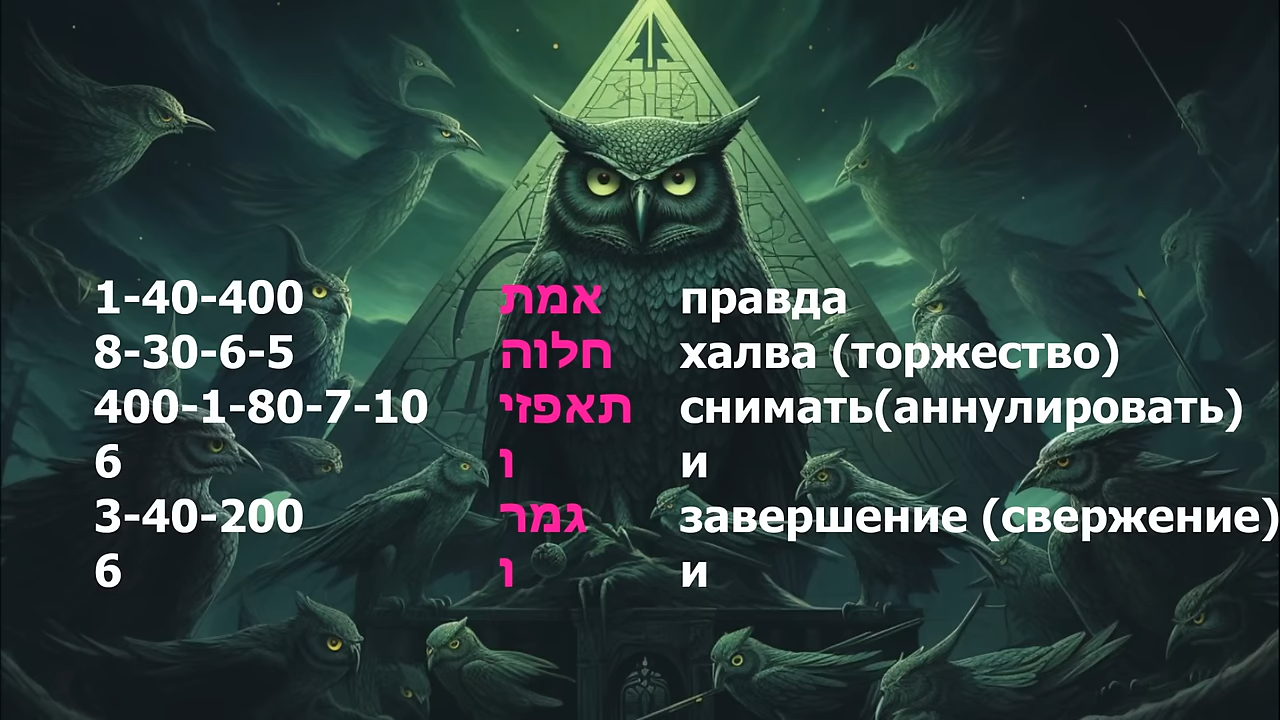 1-40-400 אמת правда
8-30-6-5 חלוה халва (торжество)
400-1-80-7-10 תאפזי снимать(аннулировать)
6 ו и
3-40-200 גמר завершение (свержение)
6 ו и